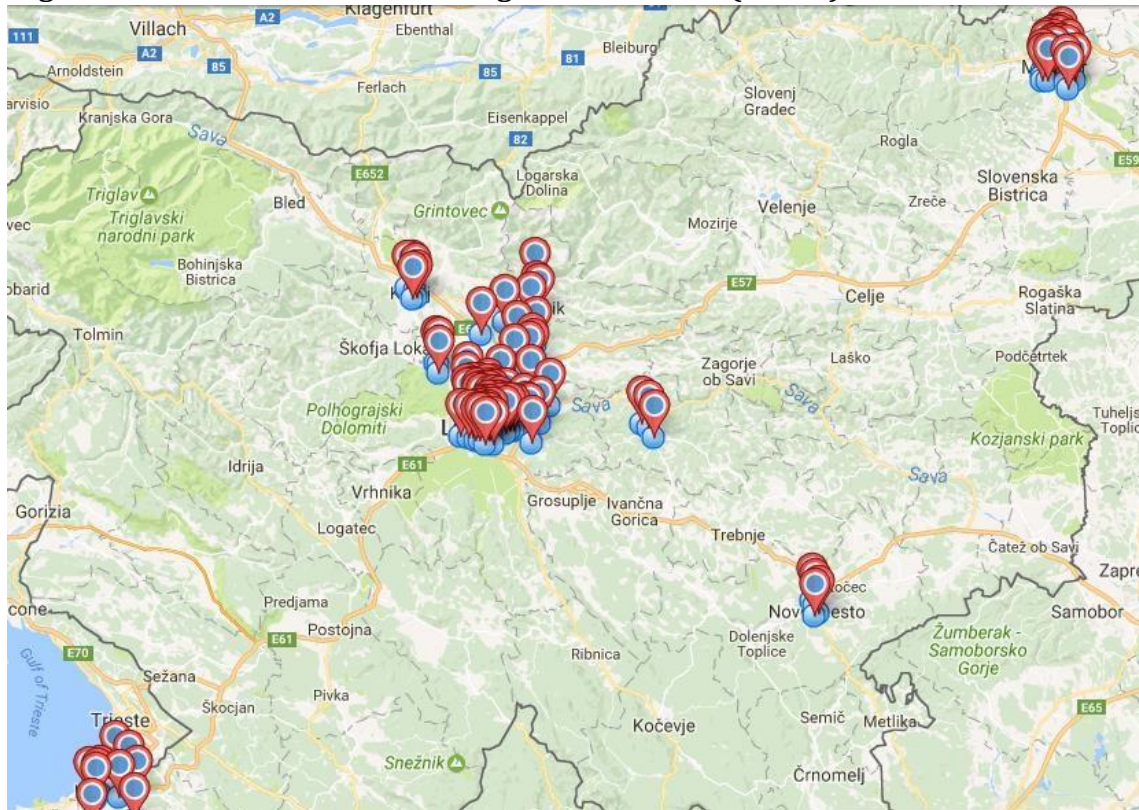 Klagenfurt
A2
111
Villach
Ebenthal
A2
85
81
Bleiburg
Arnoldstein
85
Ferlach
Slovenj
Gradec
Kranjska Gora
Sava
Eisenkappel
82
Rogla
E59
E652
Logarska
Dolina
Slovenska
Bistrica
Triglav
Triglavski
narodni park
Bled
Grintovec
Velenje
Zreče
Mozirje
Bohinjska
Bistrica
E57
Celje
Rogaška
Slatina
Tolmin
Škofja Loka
Zagorje
ob Savi
Laško
Podčetrtek
Polhograjski
Dolomiti
Sava
Sava
Kozjanski park
Idrija
E61
Sava
Vrhnika
Grosuplje
Ivančna
Gorica
Gorizia
Logatec
Trebnje
Čatež ob Savi
Predjama
Samobor
E61
Postojna
Dolenjske
Toplice
Žumberak -
Samoborsko
Gorje
E70
Ribnica
Gulf of Trieste
Sežana
Škocjan
Pivka
E65
Trieste
Kočevje
Semič
Metlika
Snežnik
Črnomelj